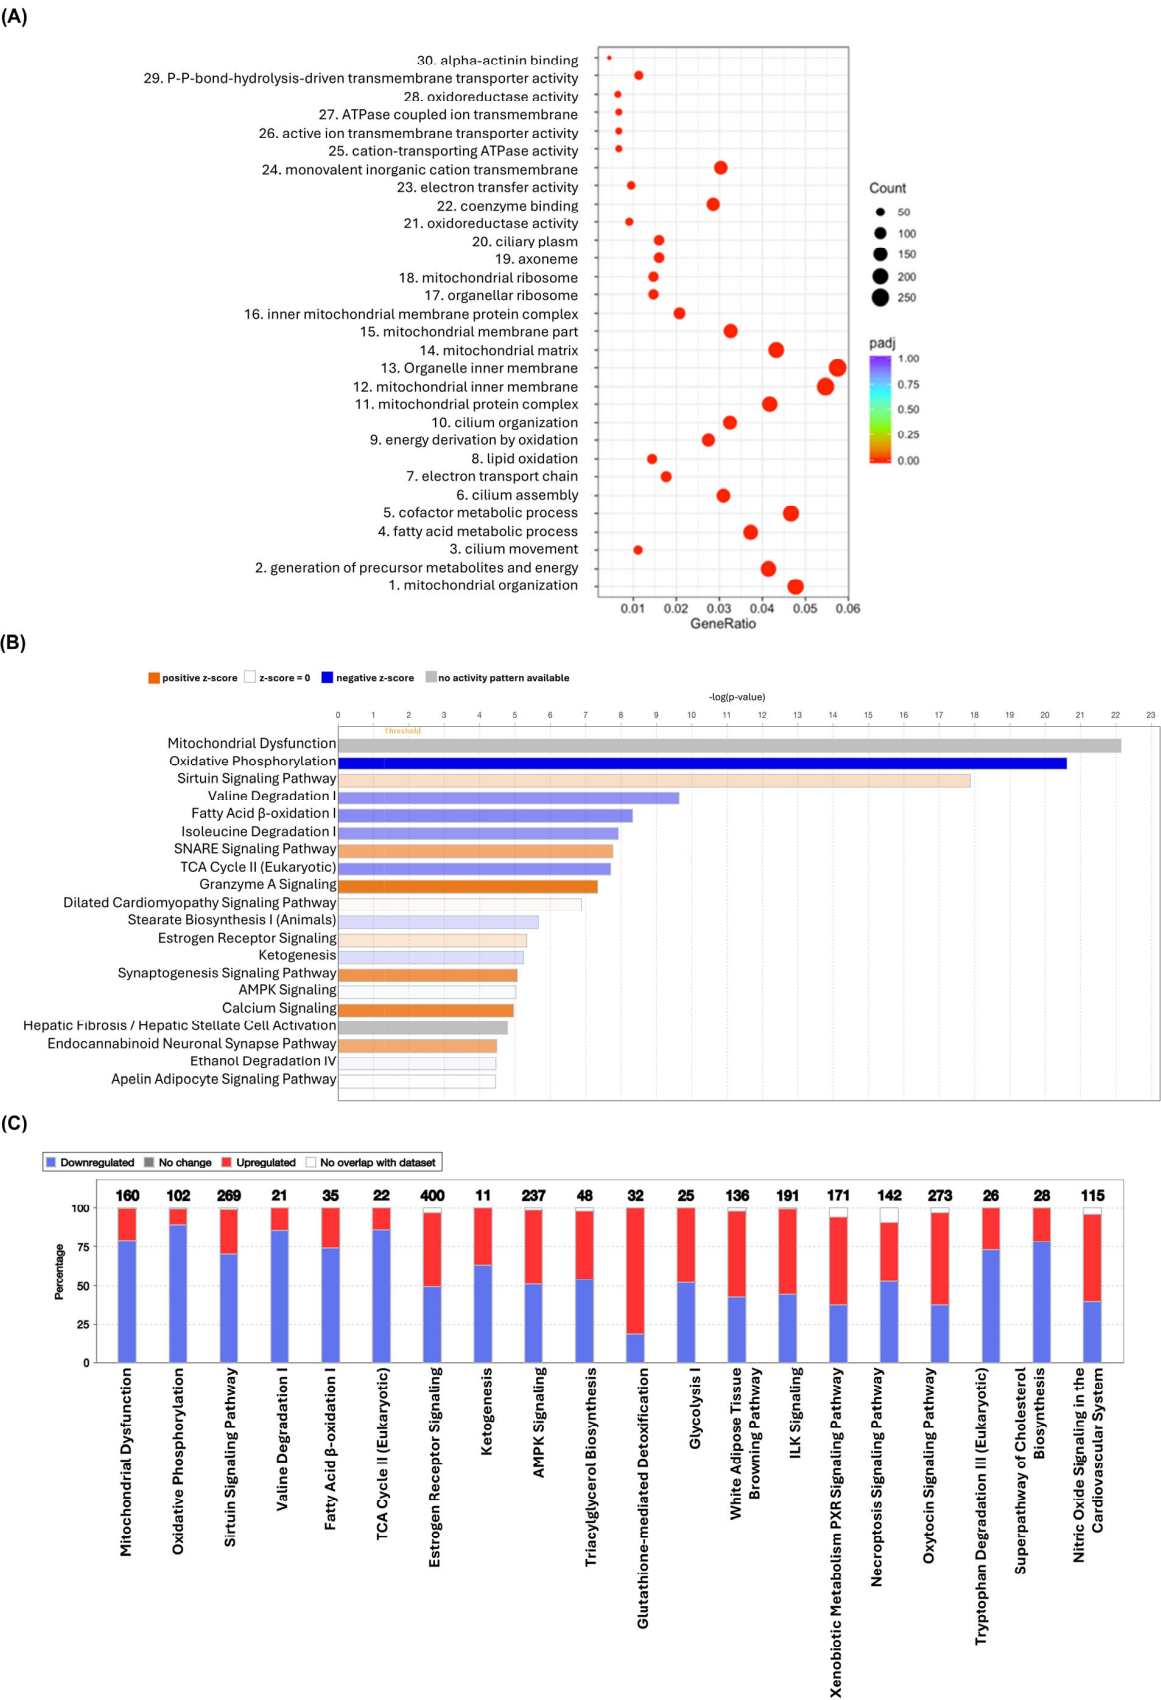 (A)
30. alpha-actinin binding
29. P-P-bond-hydrolysis-driven transmembrane transporter activity
28. oxidoreductase activity
27. ATPase coupled ion transmembrane
26. active ion transmembrane transporter activity
25. cation-transporting ATPase activity
24. monovalent inorganic cation transmembrane
23. electron transfer activity
22. coenzyme binding
21. oxidoreductase activity
20. ciliary plasm
19. axoneme
18. mitochondrial ribosome
17. organellar ribosome
16. inner mitochondrial membrane protein complex
15. mitochondrial membrane part
14. mitochondrial matrix
13. Organelle inner membrane
12. mitochondrial inner membrane
11. mitochondrial protein complex
10. cilium organization
9. energy derivation by oxidation
8. lipid oxidation
7. electron transport chain
6. cilium assembly
5. cofactor metabolic process
4. fatty acid metabolic process
3. cilium movement
2. generation of precursor metabolites and energy
1. mitochondrial organization
0.01 0.02 0.03 0.04 0.05 0.06
GeneRatio
Count
50
100
150
200
250
padj
1.00
0.75
0.50
0.25
0.00
(B)
positive z-score z-score = 0 negative z-score no activity pattern available
-log(p-value)
0 1 2 3 4 5 6 7 8 9 10 11 12 13 14 15 16 17 18 19 20 21 22 23
Threshold
Mitochondrial Dysfunction
Oxidative Phosphorylation
Sirtuin Signaling Pathway
Valine Degradation I
Fatty Acid β-oxidation I
Isoleucine Degradation I
SNARE Signaling Pathway
TCA Cycle II (Eukaryotic)
Granzyme A Signaling
Dilated Cardiomyopathy Signaling Pathway
Stearate Biosynthesis I (Animals)
Estrogen Receptor Signaling
Ketogenesis
Synaptogenesis Signaling Pathway
AMPK Signaling
Calcium Signaling
Hepatic Fibrosis / Hepatic Stellate Cell Activation
Endocannabinoid Neuronal Synapse Pathway
Ethanol Degradation IV
Apelin Adipocyte Signaling Pathway
(C)
Downregulated No change Upregulated No overlap with dataset
160 102 269 21 35 22 400 11 237 48 32 25 136 191 171 142 273 26 28 115
100
75
50
25
0
Percentage
Mitochondrial Dysfunction
Oxidative Phosphorylation
Sirtuin Signaling Pathway
Valine Degradation I
Fatty Acid β-oxidation I
TCA Cycle II (Eukaryotic)
Estrogen Receptor Signaling
Ketogenesis
AMPK Signaling
Triacylglycerol Biosynthesis
Glutathione-mediated Detoxification
Glycolysis I
White Adipose Tissue
Browning Pathway
ILK Signaling
Xenobiotic Metabolism PXR Signaling Pathway
Necroptosis Signaling Pathway
Oxytocin Signaling Pathway
Tryptophan Degradation III (Eukaryotic)
Superpathway of Cholesterol
Biosynthesis
Nitric Oxide Signaling in the
Cardiovascular System